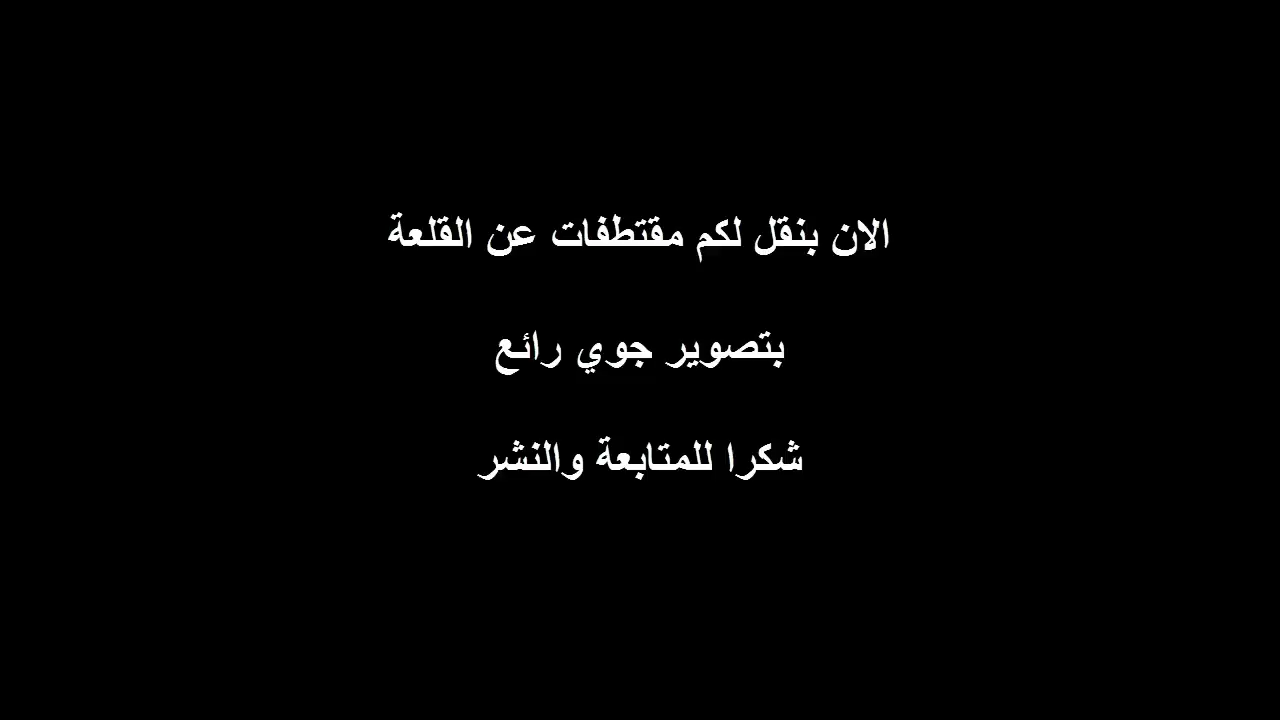 الان بنقل لكم مقتطفات عن القلعة
بتصوير جوي رائع
شكرا للمتابعة والنشر